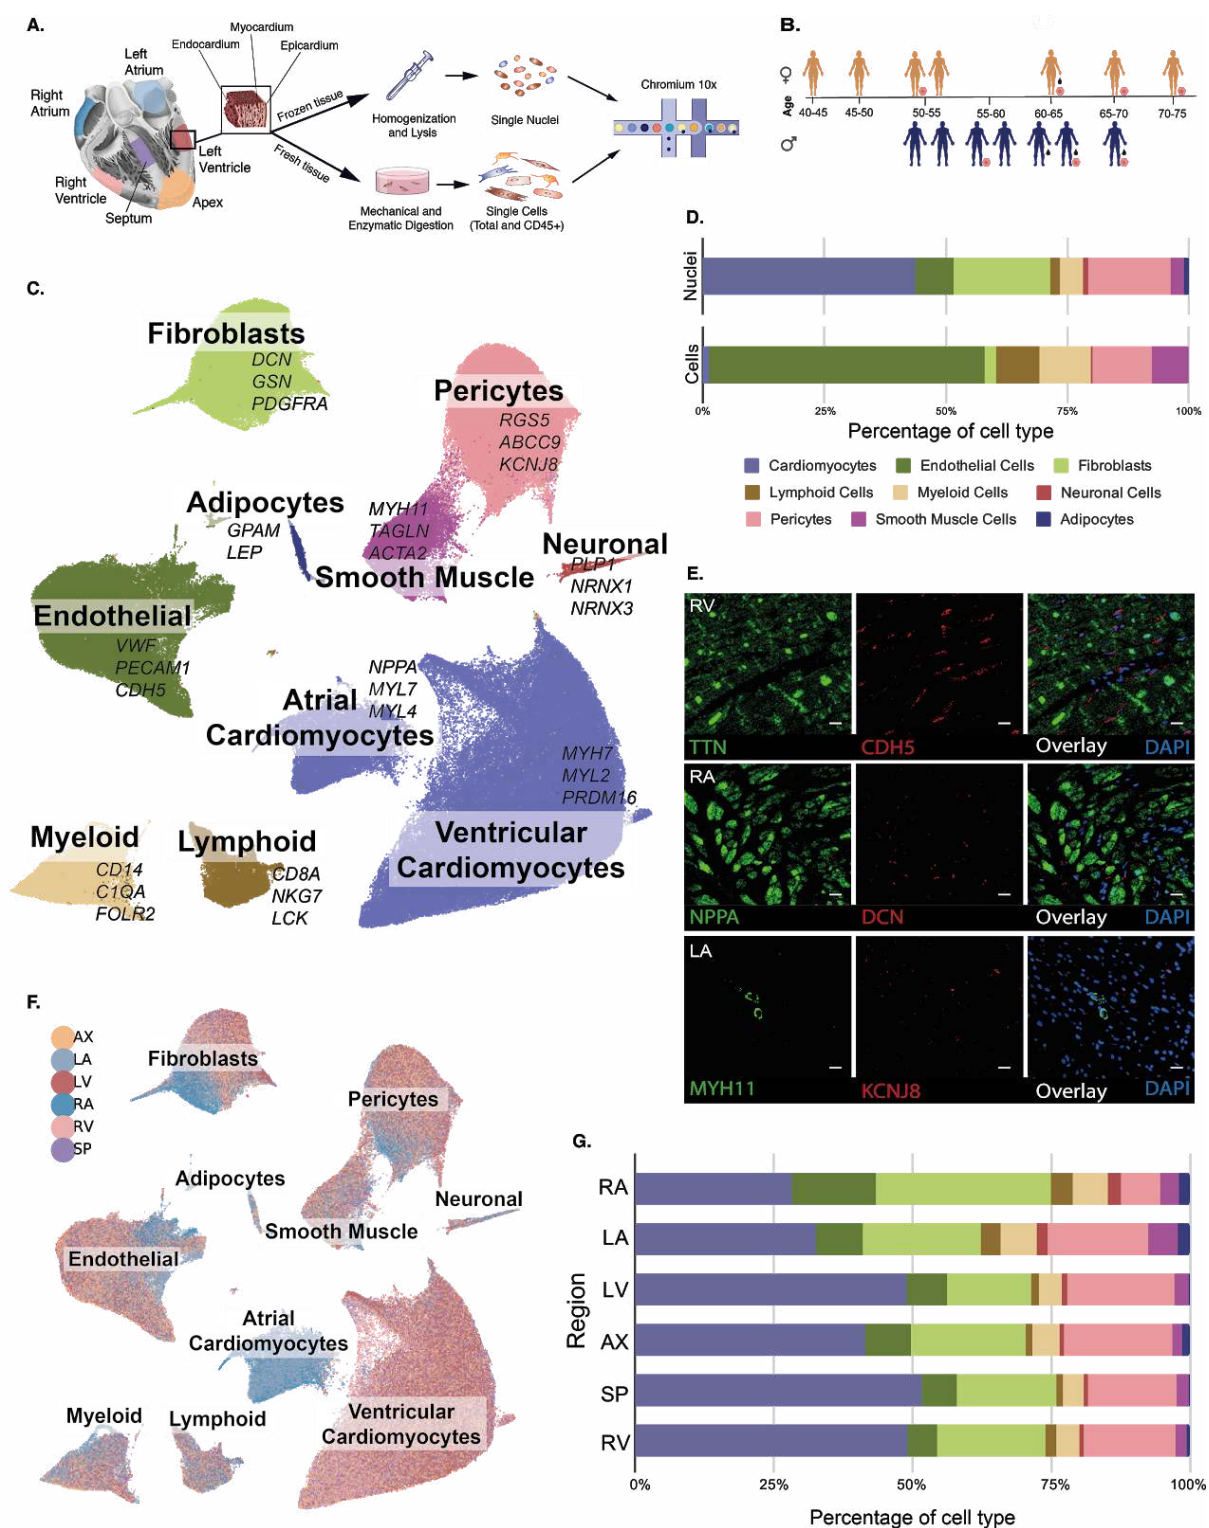 A.
Myocardium
Endocardium
Epicardium
Left
Atrium
Right
Atrium
Left
Ventricle
Right
Ventricle
Septum
Apex
Frozen tissue
Fresh tissue
Homogenization
and Lysis
Single Nuclei
Mechanical and
Enzymatic Digestion
Single Cells
(Total and CD45+)
Chromium 10x
B.
♀
Age
40-45
45-50
50-55
55-60
60-65
65-70
70-75
♂
C.
Fibroblasts
DCN
GSN
PDGFRA
Pericytes
RGS5
ABCC9
KCNJ8
Adipocytes
GPAM
LEP
MYH11
TAGLN
ACTA2
Smooth Muscle
Neuronal
PLP1
NRNX1
NRNX3
Endothelial
VWF
PECAM1
CDH5
NPPA
MYL7
MYL4
Atrial
Cardiomyocytes
MYH7
MYL2
PRDM16
Ventricular
Cardiomyocytes
Myeloid
CD14
C1QA
FOLR2
Lymphoid
CD8A
NKG7
LCK
D.
Nuclei
Cells
0%
25%
50%
75%
100%
Percentage of cell type
Cardiomyocytes
Endothelial Cells
Fibroblasts
Lymphoid Cells
Myeloid Cells
Neuronal Cells
Pericytes
Smooth Muscle Cells
Adipocytes
E.
RV
TTN
CDH5
Overlay
DAPI
RA
NPPA
DCN
Overlay
DAPI
LA
MYH11
KCNJ8
Overlay
DAPI
F.
AX
LA
LV
RA
RV
SP
Fibroblasts
Pericytes
Adipocytes
Neuronal
Smooth Muscle
Endothelial
Atrial
Cardiomyocytes
Ventricular
Cardiomyocytes
Myeloid
Lymphoid
G.
Region
RA
LA
LV
AX
SP
RV
0%
25%
50%
75%
100%
Percentage of cell type